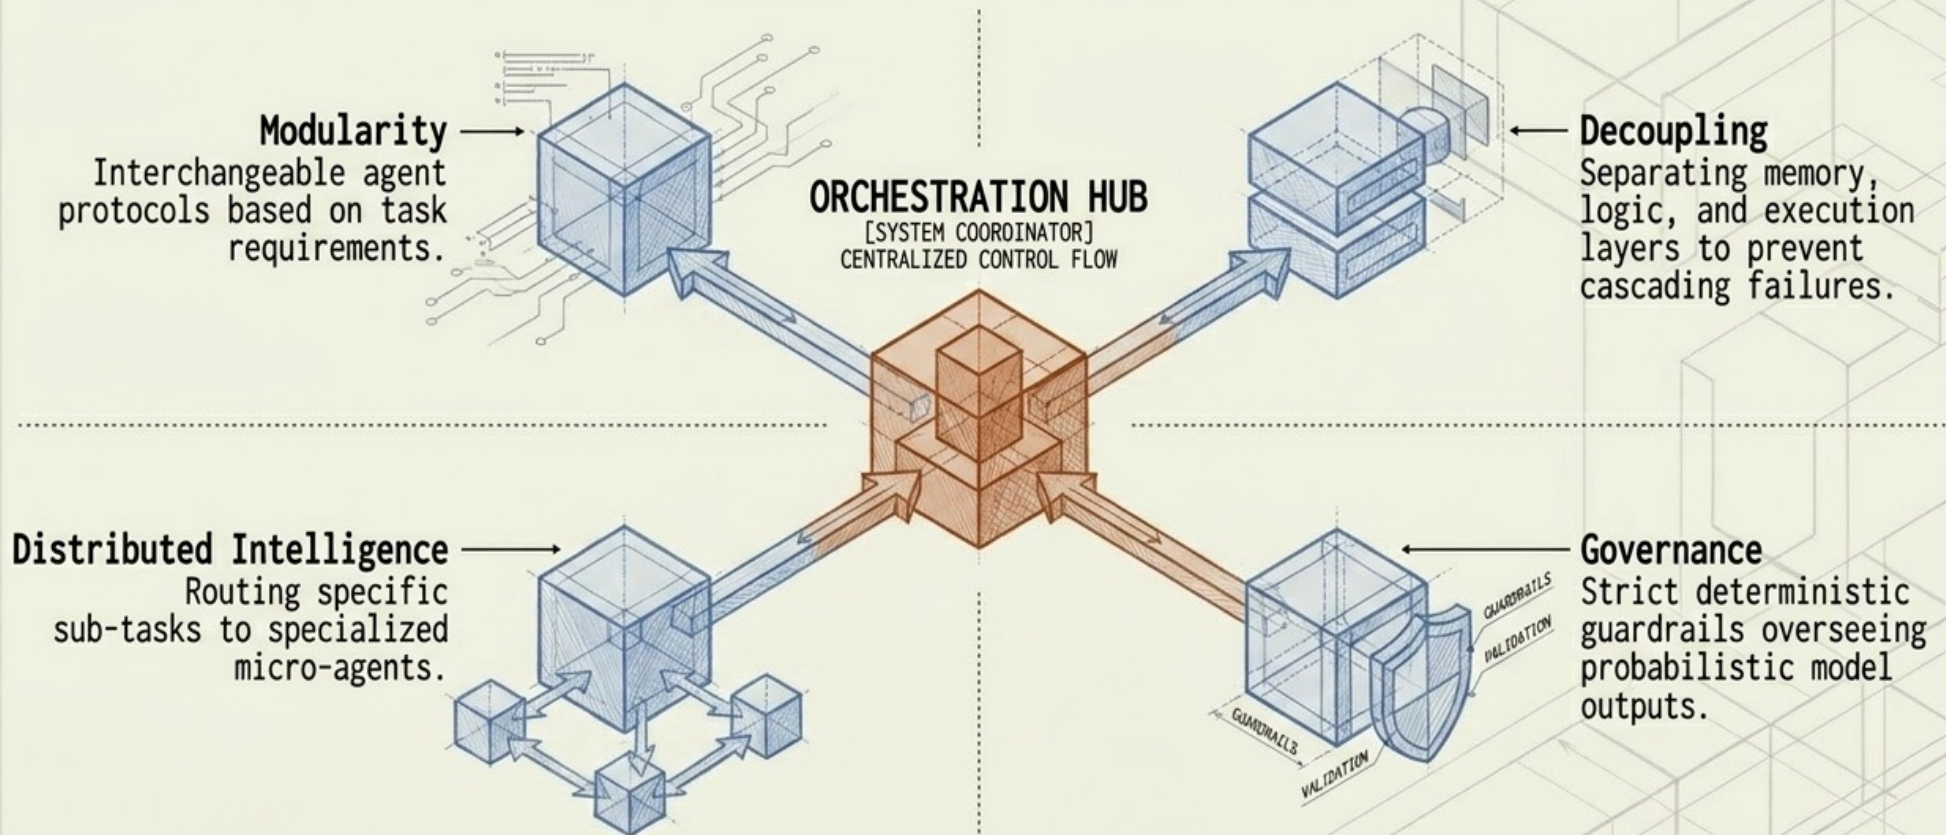 Modularity
Interchangeable agent
protocols based on task
requirements.
ORCHESTRATION HUB
[SYSTEM COORDINATOR]
CENTRALIZED CONTROL FLOW
Decoupling
Separating memory,
logic, and execution
layers to prevent
cascading failures.
Distributed Intelligence
Routing specific
sub-tasks to specialized
micro-agents.
Governance
Strict deterministic
guardrails overseeing
probabilistic model
outputs.
VALIDATION